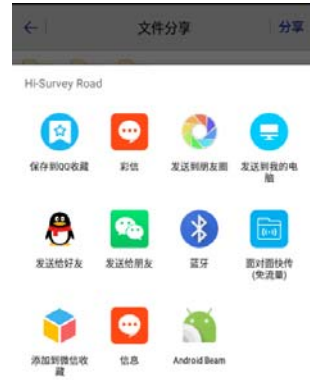 文件分享
分享
Hi-Survey Road
保存到QQ收藏
彩信
发送到朋友圈
发送到我的电
脑
发送给好友
发送给朋友
蓝牙
面对面快传
(免流量)
添加到微信收
藏
信息
Android Beam